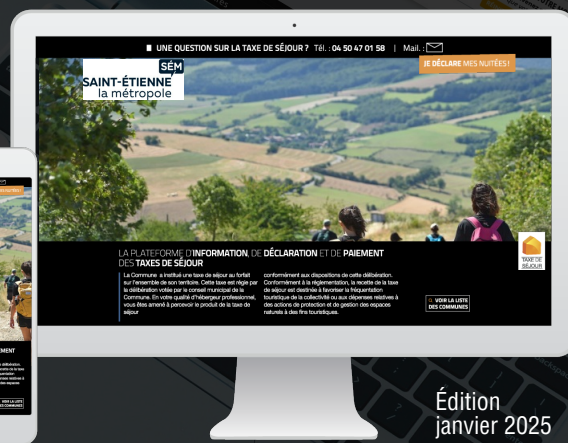 UNE QUESTION SUR LA TAXE DE SÉJOUR ? Tél. : 04 50 47 01 58 | Mail. :
JE DÉCLARE MES NUITÉES !
SÉM
SAINT-ÉTIENNE
la métropole
LA PLATEFORME D'INFORMATION, DE DÉCLARATION ET DE PAIEMENT
DES TAXES DE SÉJOUR
La Commune a institué une taxe de séjour au forfait
sur l'ensemble de son territoire. Cette taxe est régie par
la délibération votée par le conseil municipal de la
Commune. En votre qualité d'hébergeur professionnel,
vous êtes amené à percevoir le produit de la taxe de
séjour
conformément aux dispositions de cette délibération.
Conformément à la réglementation, la recette de la taxe
de séjour est destinée à favoriser la fréquentation
touristique de la collectivité ou aux dépenses relatives à
des actions de protection et de gestion des espaces
naturels à des fins touristiques.
TAXE DE
SÉJOUR
VOIR LA LISTE
DES COMMUNES
Édition
janvier 2025